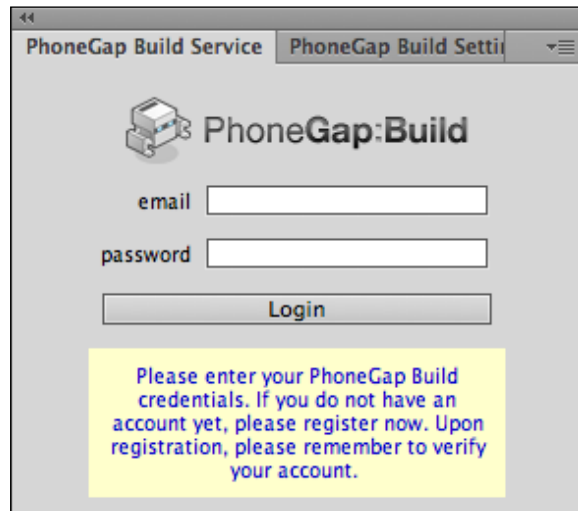 PhoneGap Build Service PhoneGap Build Settin
PhoneGap:Build
email
password
Login
Please enter your PhoneGap Build
credentials. If you do not have an
account yet, please register now. Upon
registration, please remember to verify
your account.